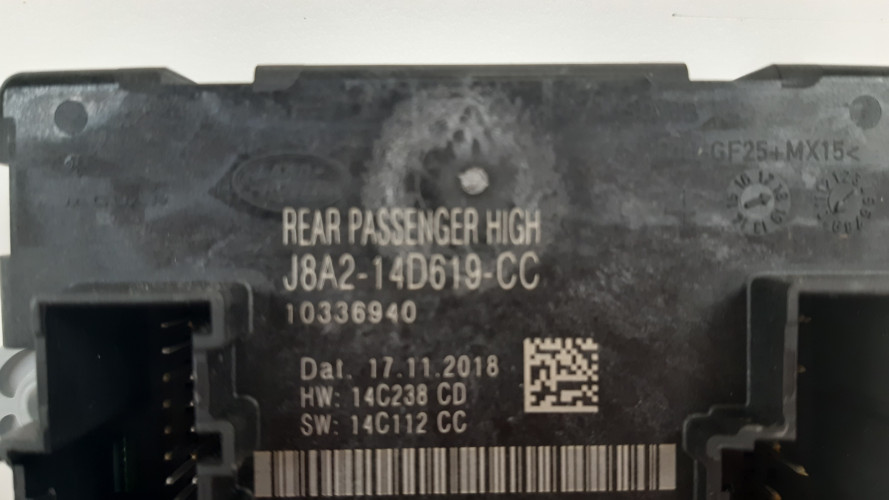 GF25+MX15<
REAR PASSENGER HIGH
J8A2-14D619-CC
10336940
Dat. 17.11.2018
HW: 14C238 CD
SW: 14C112 CC